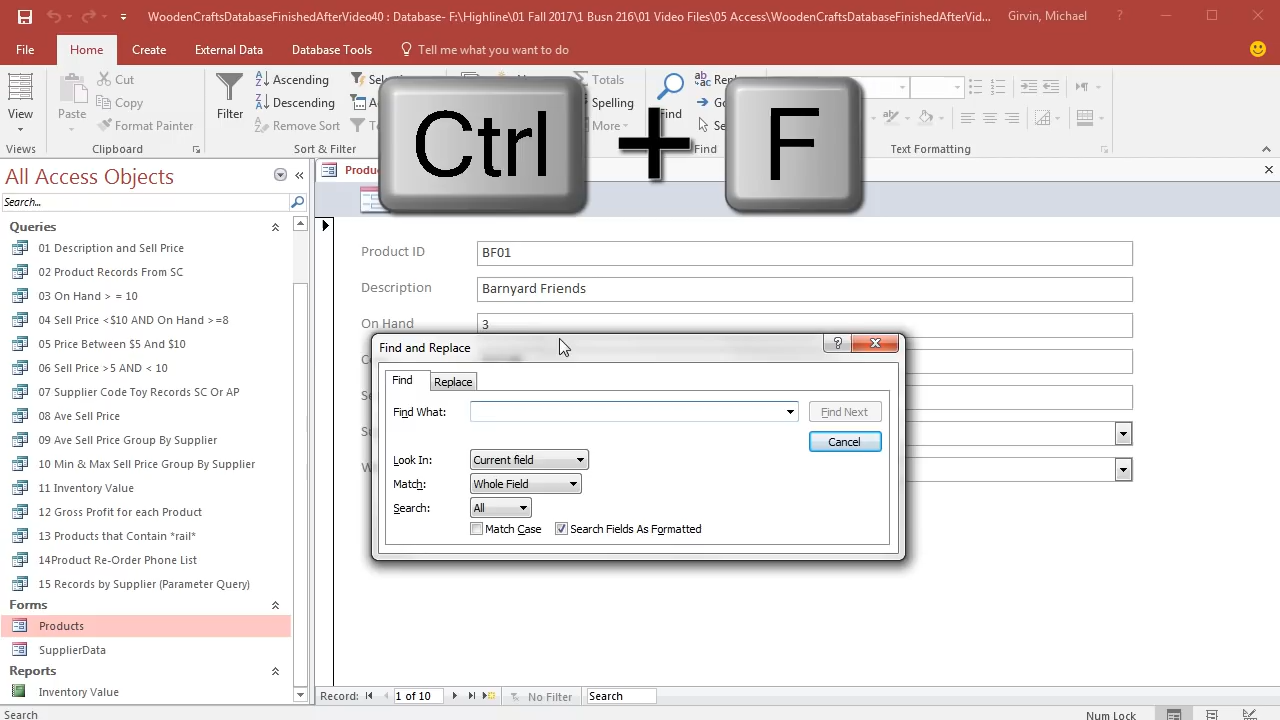 WoodenCraftsDatabaseFinishedAfterVideo40 : Database- F:\Highline\01 Fall 2017\1 Busn 216\01 Video Files\05 Access\WoodenCraftsDatabaseFinishedAfterVid... Girvin, Michael
File Home Create External Data Database Tools Tell me what you want to do
View
Views
Paste
Cut
Copy
Format Painter
Clipboard
Filter
Ascending
Descending
Remove Sort
Sort & Filter
Totals
Spelling
More
Find
Text Formatting
Ctrl + F
All Access Objects
Search...
Queries
01 Description and Sell Price
02 Product Records From SC
03 On Hand > = 10
04 Sell Price <$10 AND On Hand >=8
05 Price Between $5 And $10
06 Sell Price >5 AND < 10
07 Supplier Code Toy Records SC Or AP
08 Ave Sell Price
09 Ave Sell Price Group By Supplier
10 Min & Max Sell Price Group By Supplier
11 Inventory Value
12 Gross Profit for each Product
13 Products that Contain *rail*
14Product Re-Order Phone List
15 Records by Supplier (Parameter Query)
Forms
Products
SupplierData
Reports
Inventory Value
Product ID BF01
Description Barnyard Friends
On Hand 3
Find and Replace
Find Replace
Find What: Find Next
Cancel
Look In: Current field
Match: Whole Field
Search: All
Match Case Search Fields As Formatted
Record: 1 of 10 No Filter Search
Search Num Lock